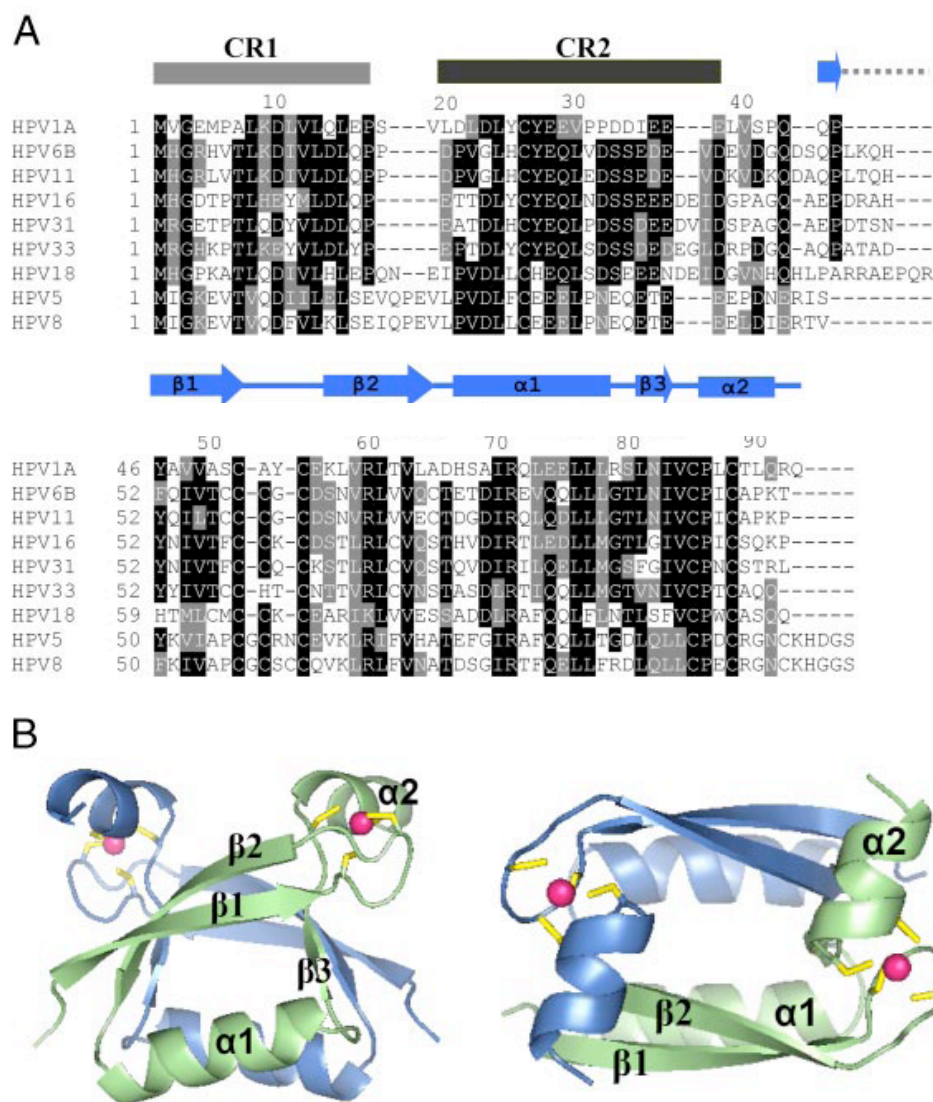 A
CR1 CR2
10 20 30 40
HPV1A 1 MVGEMPALKDLVLQLEPS---VLDLDLYCYEEVPPDDIEE---ELVSPQ-QP---------
HPV6B 1 MHGRHVTLKDIVLDLQPP---DPVGLHCYEQLVDSSEDE---VDEVDGQDSQPLKQH---
HPV11 1 MHGRLVTLKDIVLDLQPP---DPVGLHCYEQLEDSSEDE---VDKVDKQDAQPLTQH---
HPV16 1 MHGDTPTLHEYMLDLQP----ETTDLYCYEQLNDSSEEEDEIDGPAGQ-AEPDRAH----
HPV31 1 MRGETPTLQDYVLDLQP----EATDLHCYEQLPDSSDEEDVIDSPAGQ-AEPDTSN----
HPV33 1 MRGHKPTLKEYVLDLYP----EPTDLYCYEQLSDSSDEDEGLDRPDGQ-AQPATAD----
HPV18 1 MHGPKATLQDIVLHLEPQN--EIPVDLLCHEQLSDSEEENDEIDGVNHQHLPARRAEPQR
HPV5 1 MIGKEVTVQDIILELSEVQPEVLPVDLFCEEELPNEQETE---EEPDNERIS--------
HPV8 1 MIGKEVTVQDFVLKLSEIQPEVLPVDLLCEEELPNEQETE---EELDIERTV--------
β1 β2 α1 β3 α2
50 60 70 80 90
HPV1A 46 YAVVASC-AY-CEKLVRLTVLADHSAIRQLEELLLRSLNIVCPLCTLQRQ-----
HPV6B 52 FQIVTCC-CG-CDSNVRLVVQCTETDIREVQQLLLGTLNIVCPICAPKT------
HPV11 52 YQILTCC-CG-CDSNVRLVVECTDGDIRQLQDLLLGTLNIVCPICAPKP------
HPV16 52 YNIVTFC-CK-CDSTLRLCVQSTHVDIRTLEDLLMGTLGIVCPICSQKP------
HPV31 52 YNIVTFC-CQ-CKSTLRLCVQSTQVDIRILQELLMGSFGIVCPNCSTRL------
HPV33 52 YYIVTCC-HT-CNTTVRLCVNSTASDLRTIQQLLMGTVNIVCPTCAQQ-------
HPV18 59 HTMLCMC-CK-CEARIKLVVESSADDLRAFQQLFLNTLSFVCPWCASQQ------
HPV5 50 YKVIAPCGCRNCEVKLRIFVHATEFGIRAFQQLLTGDLQLLCPDCRGNCKHDGS
HPV8 50 FKIVAPCGCSCCQVKLRLFVNATDSGIRTFQELLFRDLQLLCPECRGNCKHGGS
B
α2
β2
β1
β3
α1
α2
α1
β2
β1